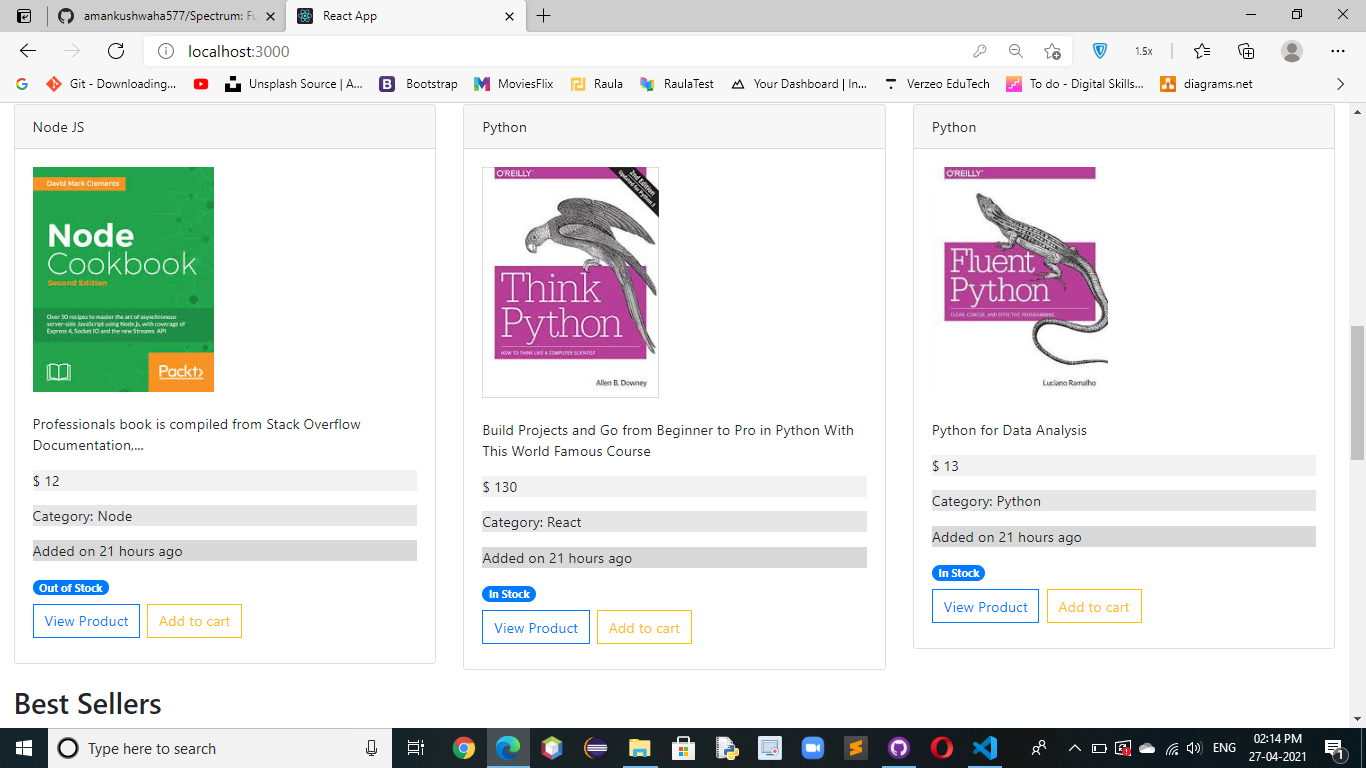 amankushwaha577/Spectrum: Fu
React App
localhost:3000
1.5x
Git - Downloading...
Unsplash Source | A...
Bootstrap
MoviesFlix
Raula
RaulaTest
Your Dashboard | In...
Verzeo EduTech
To do - Digital Skills...
diagrams.net
Node JS
David Mark Clements
Node
Cookbook
Second Edition
Over 50 recipes to master the art of asynchronous
server-side JavaScript using Node.js, with coverage of
Express 4, Socket IO and the new Streams API
Packt>
Professionals book is compiled from Stack Overflow
Documentation,...
$ 12
Category: Node
Added on 21 hours ago
Out of Stock
View Product
Add to cart
Python
O'REILLY
2nd Edition
Updated for Python 3
Think
Python
HOW TO THINK LIKE A COMPUTER SCIENTIST
Allen B. Downey
Build Projects and Go from Beginner to Pro in Python With
This World Famous Course
$ 130
Category: React
Added on 21 hours ago
In Stock
View Product
Add to cart
Python
O'REILLY
Fluent
Python
CLEAR, CONCISE, AND EFFECTIVE PROGRAMMING
Luciano Ramalho
Python for Data Analysis
$ 13
Category: Python
Added on 21 hours ago
In Stock
View Product
Add to cart
Best Sellers
Type here to search
ENG
02:14 PM
27-04-2021
1